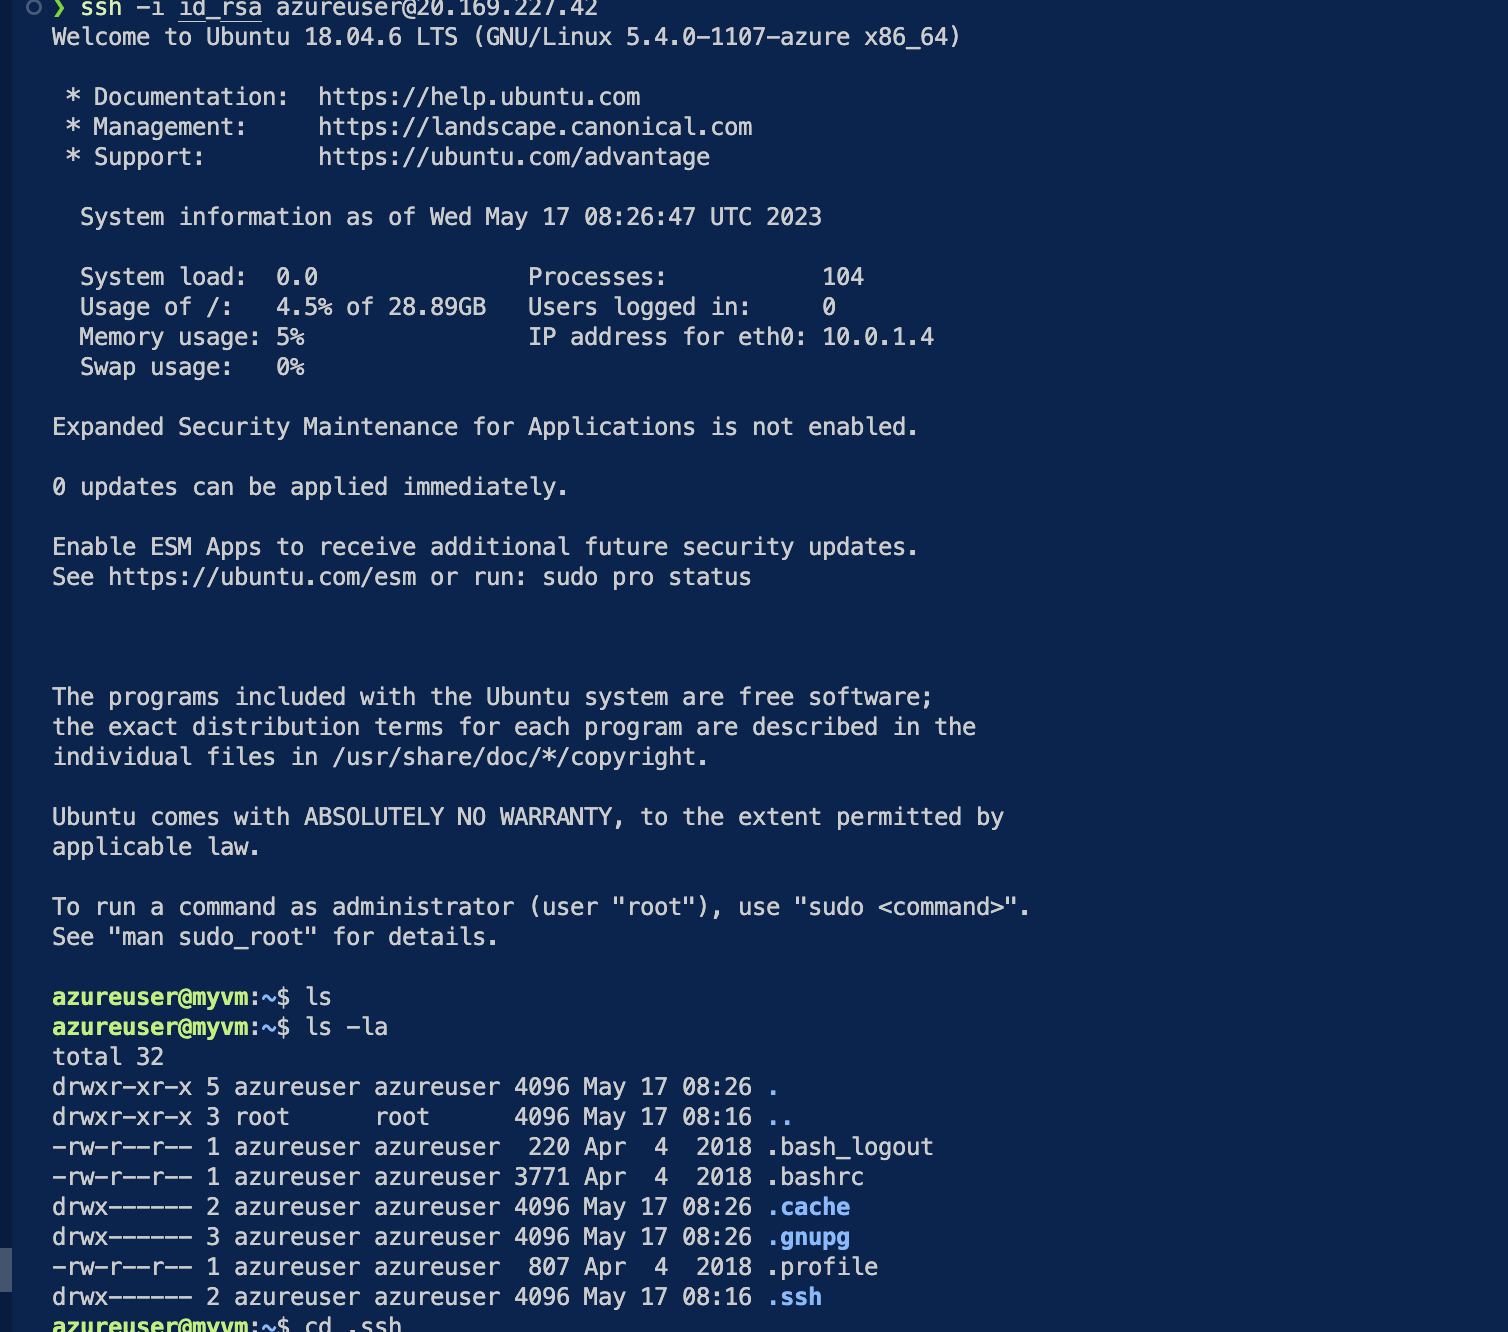 ❯ ssh -i id_rsa azureuser@20.169.227.42
Welcome to Ubuntu 18.04.6 LTS (GNU/Linux 5.4.0-1107-azure x86_64)
* Documentation:  https://help.ubuntu.com
* Management:     https://landscape.canonical.com
* Support:        https://ubuntu.com/advantage
System information as of Wed May 17 08:26:47 UTC 2023
System load:  0.0               Processes:           104
Usage of /:   4.5% of 28.89GB   Users logged in:     0
Memory usage: 5%                IP address for eth0: 10.0.1.4
Swap usage:   0%
Expanded Security Maintenance for Applications is not enabled.
0 updates can be applied immediately.
Enable ESM Apps to receive additional future security updates.
See https://ubuntu.com/esm or run: sudo pro status
The programs included with the Ubuntu system are free software;
the exact distribution terms for each program are described in the
individual files in /usr/share/doc/*/copyright.
Ubuntu comes with ABSOLUTELY NO WARRANTY, to the extent permitted by
applicable law.
To run a command as administrator (user "root"), use "sudo <command>".
See "man sudo_root" for details.
azureuser@myvm:~$ ls
azureuser@myvm:~$ ls -la
total 32
drwxr-xr-x 5 azureuser azureuser 4096 May 17 08:26 .
drwxr-xr-x 3 root      root      4096 May 17 08:16 ..
-rw-r--r-- 1 azureuser azureuser  220 Apr  4  2018 .bash_logout
-rw-r--r-- 1 azureuser azureuser 3771 Apr  4  2018 .bashrc
drwx------ 2 azureuser azureuser 4096 May 17 08:26 .cache
drwx------ 3 azureuser azureuser 4096 May 17 08:26 .gnupg
-rw-r--r-- 1 azureuser azureuser  807 Apr  4  2018 .profile
drwx------ 2 azureuser azureuser 4096 May 17 08:16 .ssh
azureuser@myvm:~$ cd .ssh